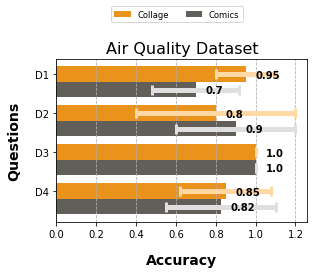 Collage Comics
Air Quality Dataset
Questions
D1
0.95
0.7
D2
0.8
0.9
D3
1.0
1.0
D4
0.85
0.82
0.0 0.2 0.4 0.6 0.8 1.0 1.2
Accuracy